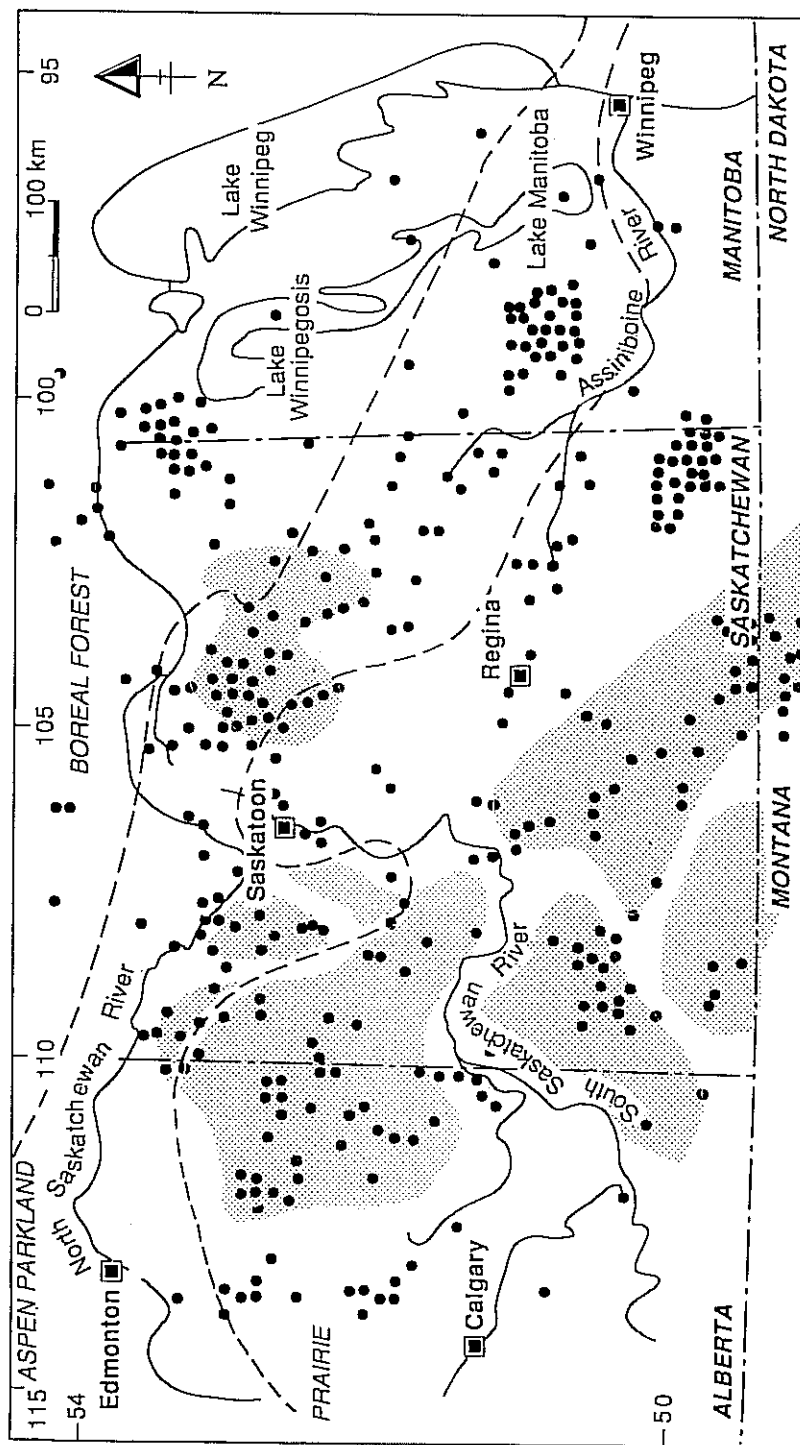 115
110
105
100
95
54
50
0 100 km
N
ASPEN PARKLAND
BOREAL FOREST
PRAIRIE
North Saskatchewan River
South Saskatchewan River
Assiniboine River
Lake Winnipeg
Lake Winnipegosis
Lake Manitoba
Edmonton
Calgary
Saskatoon
Regina
Winnipeg
ALBERTA
MONTANA
SASKATCHEWAN
MANITOBA
NORTH DAKOTA